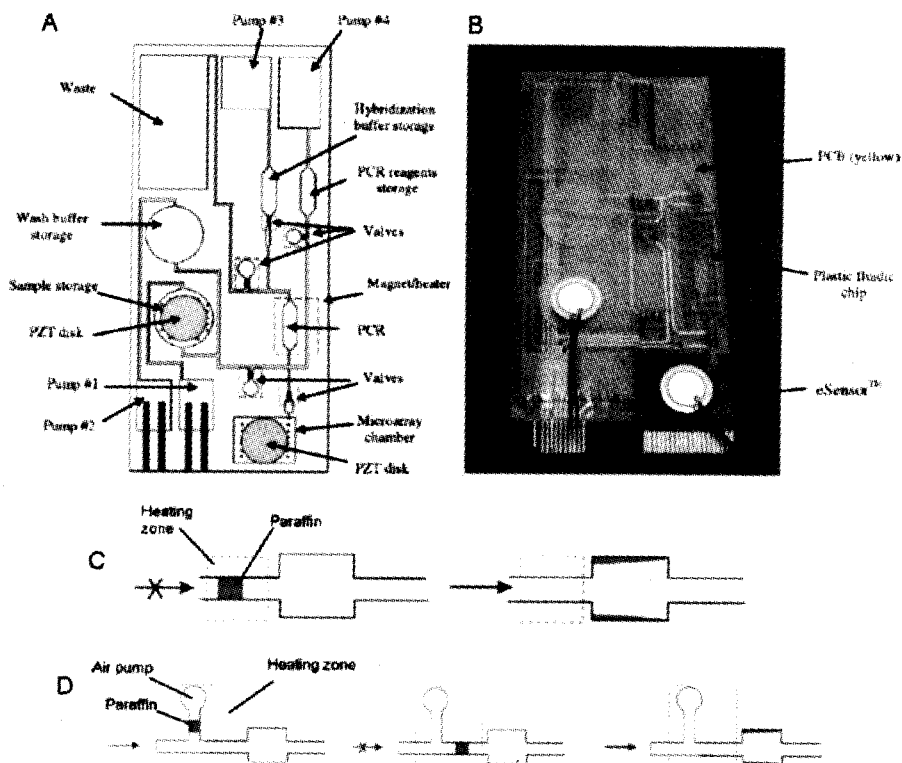 A
Pump #3
Pump #4
B
Waste
Hybridization
buffer storage
PCR reagents
storage
PCB (yellow)
Wash buffer
storage
Valves
Sample storage
Magnet/heater
Plastic fluidic
chip
PZT disk
PCR
Pump #1
Valves
eSensor™
Pump #2
Microarray
chamber
PZT disk
C
Heating
zone
Paraffin
D
Air pump
Heating zone
Paraffin